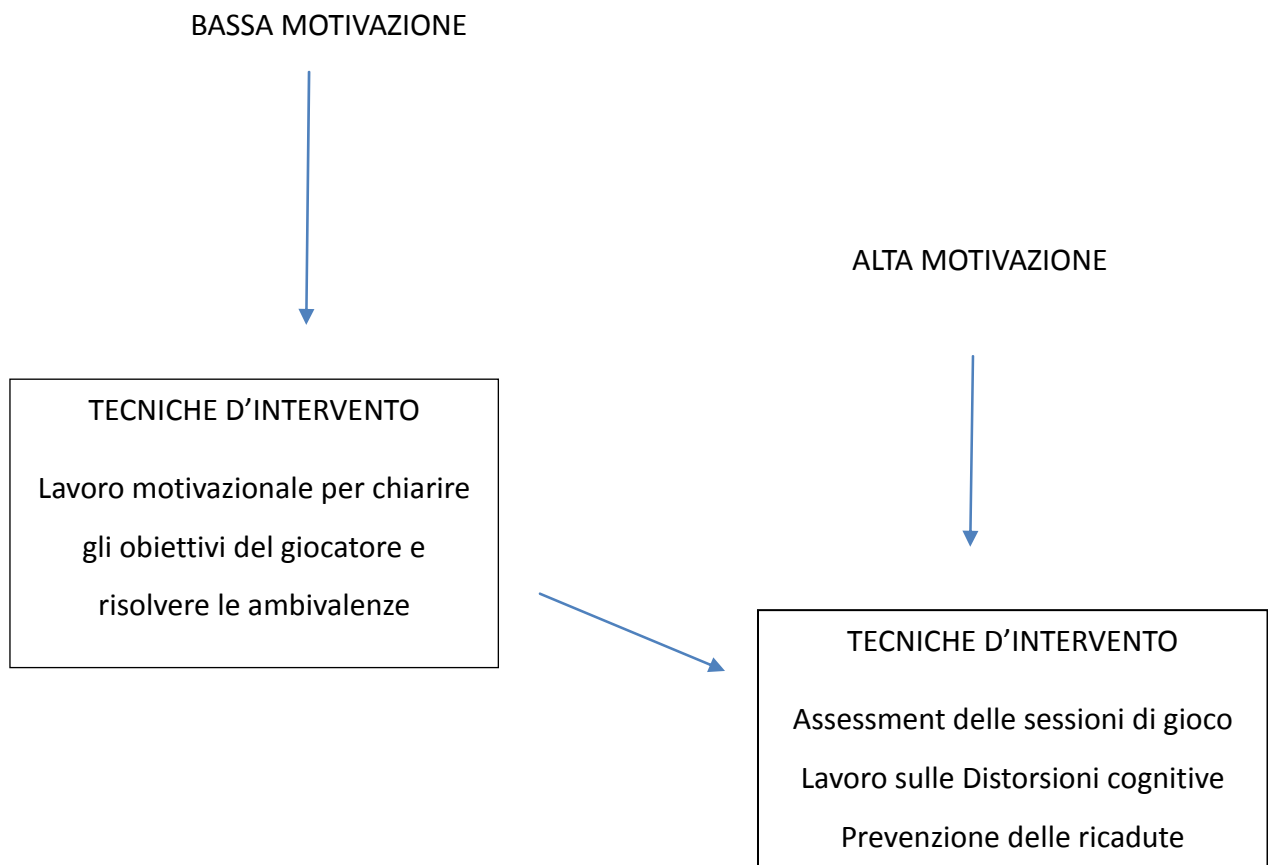 BASSA MOTIVAZIONE
ALTA MOTIVAZIONE
TECNICHE D’INTERVENTO
Lavoro motivazionale per chiarire
gli obiettivi del giocatore e
risolvere le ambivalenze
TECNICHE D’INTERVENTO
Assessment delle sessioni di gioco
Lavoro sulle Distorsioni cognitive
Prevenzione delle ricadute